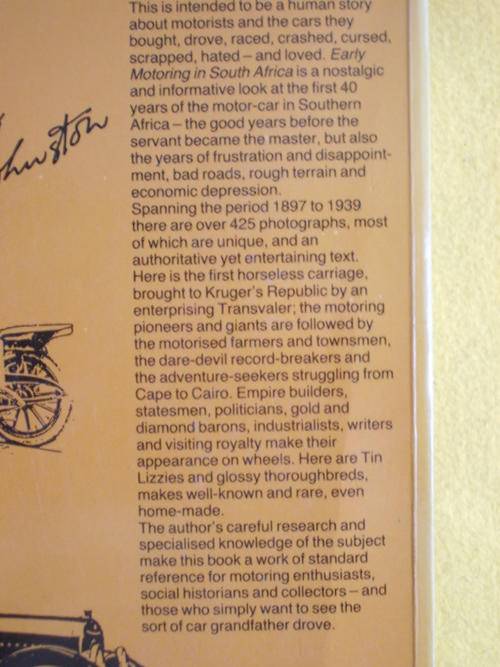 This is intended to be a human story
about motorists and the cars they
bought, drove, raced, crashed, cursed,
scrapped, hated – and loved. Early
Motoring in South Africa is a nostalgic
and informative look at the first 40
years of the motor-car in Southern
Africa – the good years before the
servant became the master, but also
the years of frustration and disappoint-
ment, bad roads, rough terrain and
economic depression.
Spanning the period 1897 to 1939
there are over 425 photographs, most
of which are unique, and an
authoritative yet entertaining text.
Here is the first horseless carriage,
brought to Kruger's Republic by an
enterprising Transvaler; the motoring
pioneers and giants are followed by
the motorised farmers and townsmen,
the dare-devil record-breakers and
the adventure-seekers struggling from
Cape to Cairo. Empire builders,
statesmen, politicians, gold and
diamond barons, industrialists, writers
and visiting royalty make their
appearance on wheels. Here are Tin
Lizzies and glossy thoroughbreds,
makes well-known and rare, even
home-made.
The author's careful research and
specialised knowledge of the subject
make this book a work of standard
reference for motoring enthusiasts,
social historians and collectors – and
those who simply want to see the
sort of car grandfather drove.